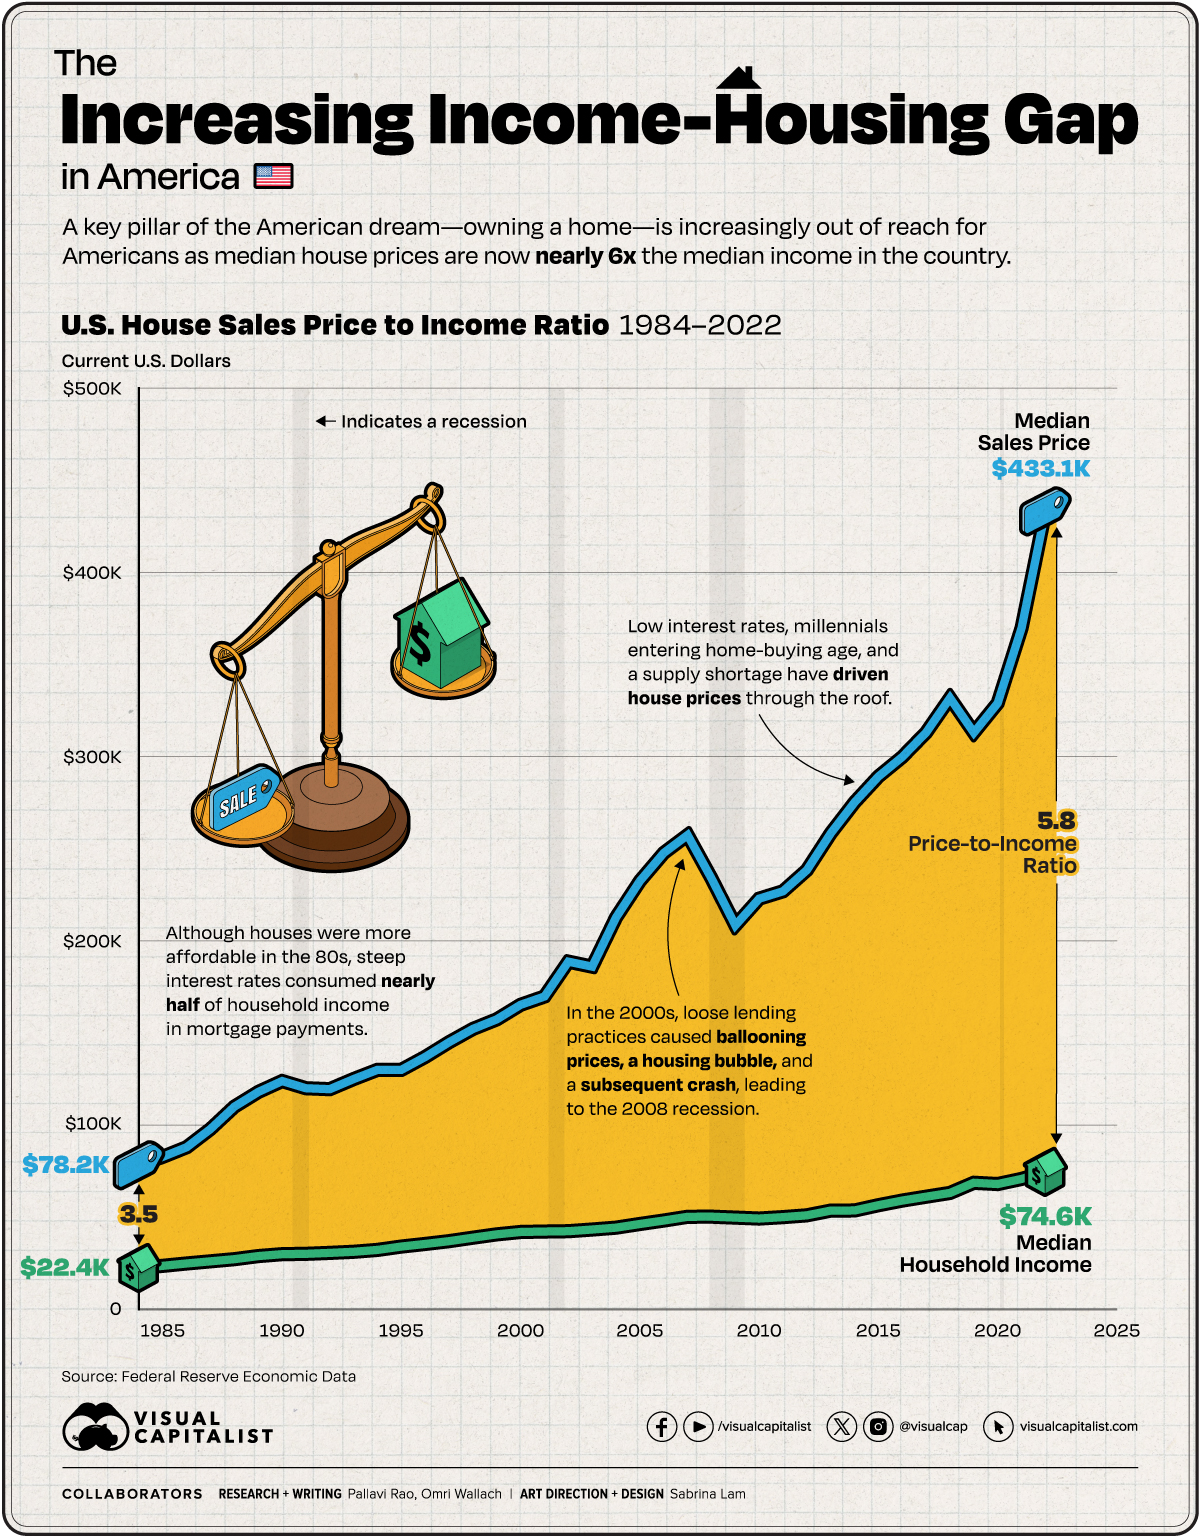 The
Increasing Income-Housing Gap
in America
A key pillar of the American dream—owning a home—is increasingly out of reach for
Americans as median house prices are now nearly 6x the median income in the country.
U.S. House Sales Price to Income Ratio 1984–2022
Current U.S. Dollars
$500K
← Indicates a recession
Median
Sales Price
$433.1K
$400K
$
Low interest rates, millennials
entering home-buying age, and
a supply shortage have driven
house prices through the roof.
$300K
SALE
5.8
Price-to-Income
Ratio
$200K
Although houses were more
affordable in the 80s, steep
interest rates consumed nearly
half of household income
in mortgage payments.
In the 2000s, loose lending
practices caused ballooning
prices, a housing bubble, and
a subsequent crash, leading
to the 2008 recession.
$100K
$78.2K
3.5
$22.4K
$
$
$74.6K
Median
Household Income
0
1985 1990 1995 2000 2005 2010 2015 2020 2025
Source: Federal Reserve Economic Data
VISUAL
CAPITALIST
/visualcapitalist @visualcap visualcapitalist.com
COLLABORATORS RESEARCH + WRITING Pallavi Rao, Omri Wallach | ART DIRECTION + DESIGN Sabrina Lam